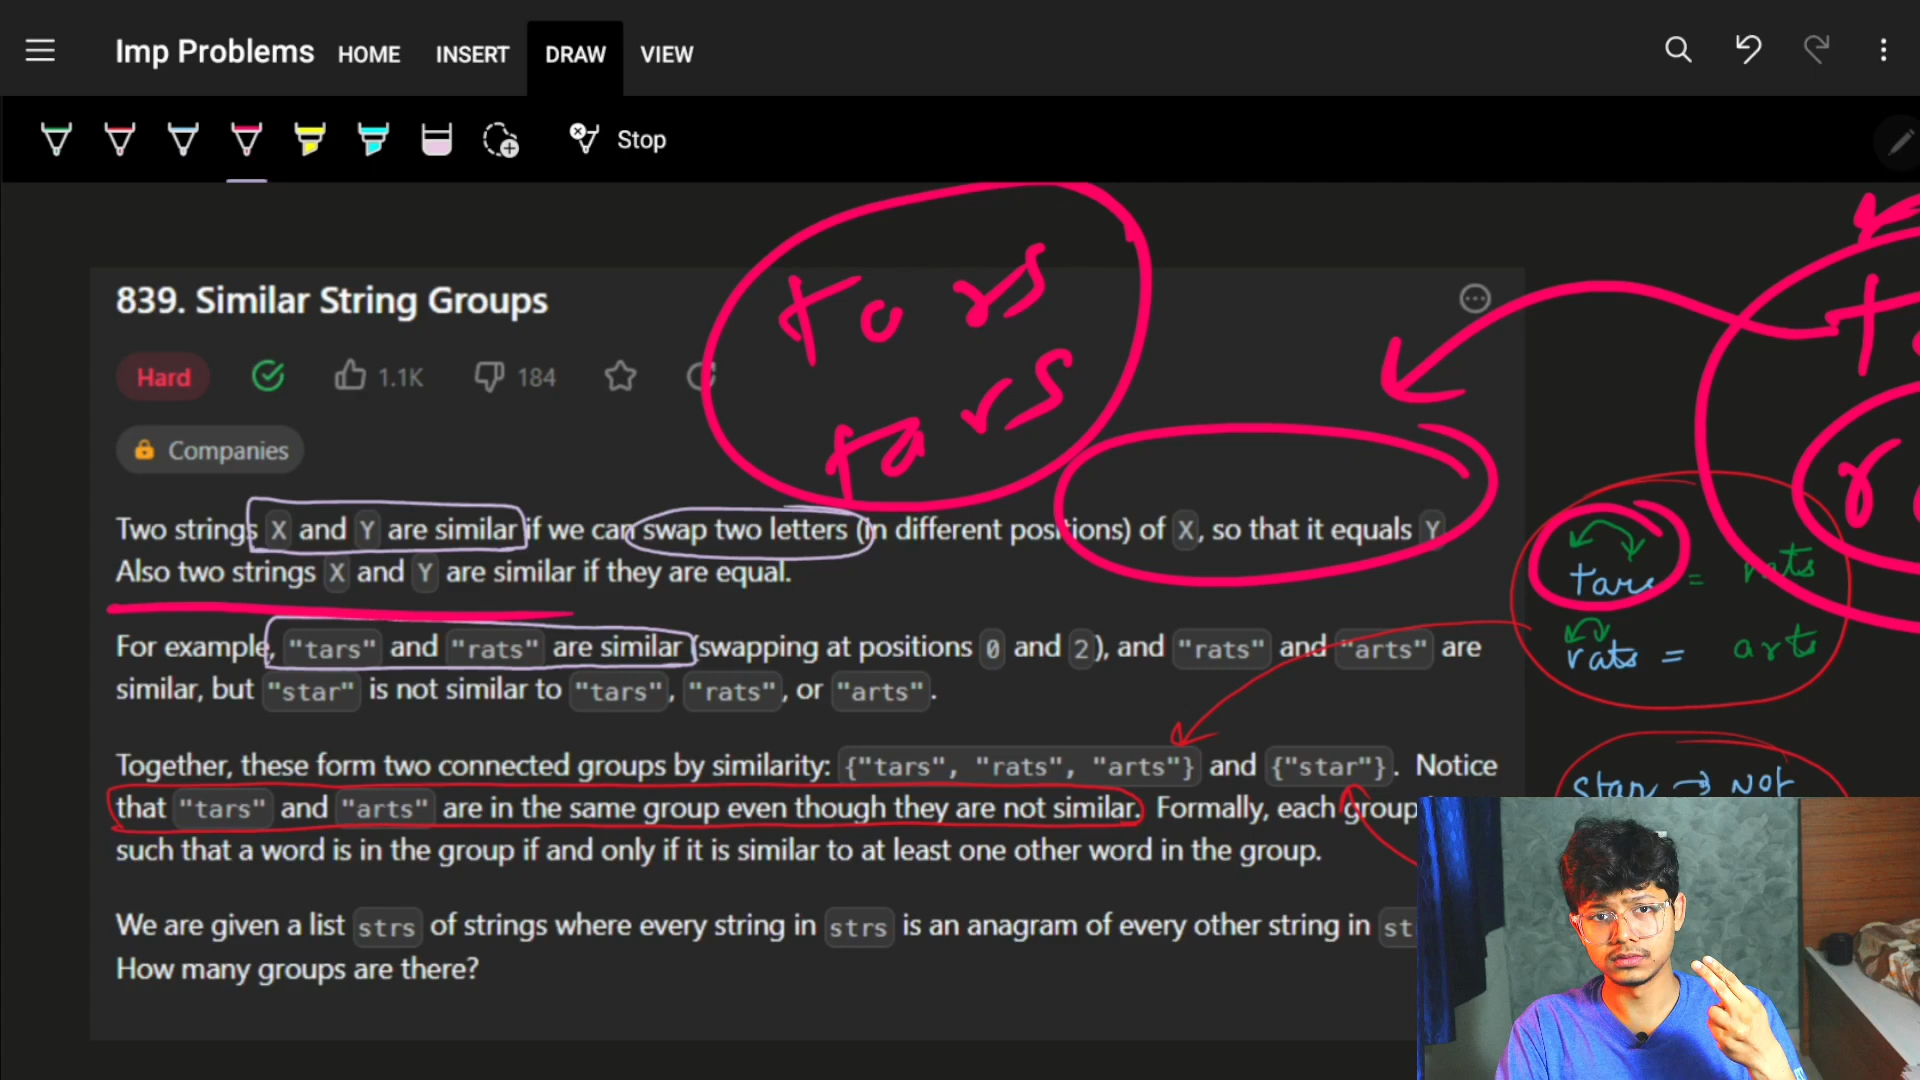 Imp Problems HOME INSERT DRAW VIEW
Stop
839. Similar String Groups
Hard 1.1K 184
Companies
Two strings X and Y are similar if we can swap two letters (in different positions) of X, so that it equals Y
Also two strings X and Y are similar if they are equal.
For example, "tars" and "rats" are similar (swapping at positions 0 and 2), and "rats" and "arts" are
similar, but "star" is not similar to "tars", "rats", or "arts".
Together, these form two connected groups by similarity: {"tars", "rats", "arts"} and {"star"}. Notice
that "tars" and "arts" are in the same group even though they are not similar. Formally, each group
such that a word is in the group if and only if it is similar to at least one other word in the group.
We are given a list strs of strings where every string in strs is an anagram of every other string in st
How many groups are there?
tars
tars = rats
rats = arts
star → NOT